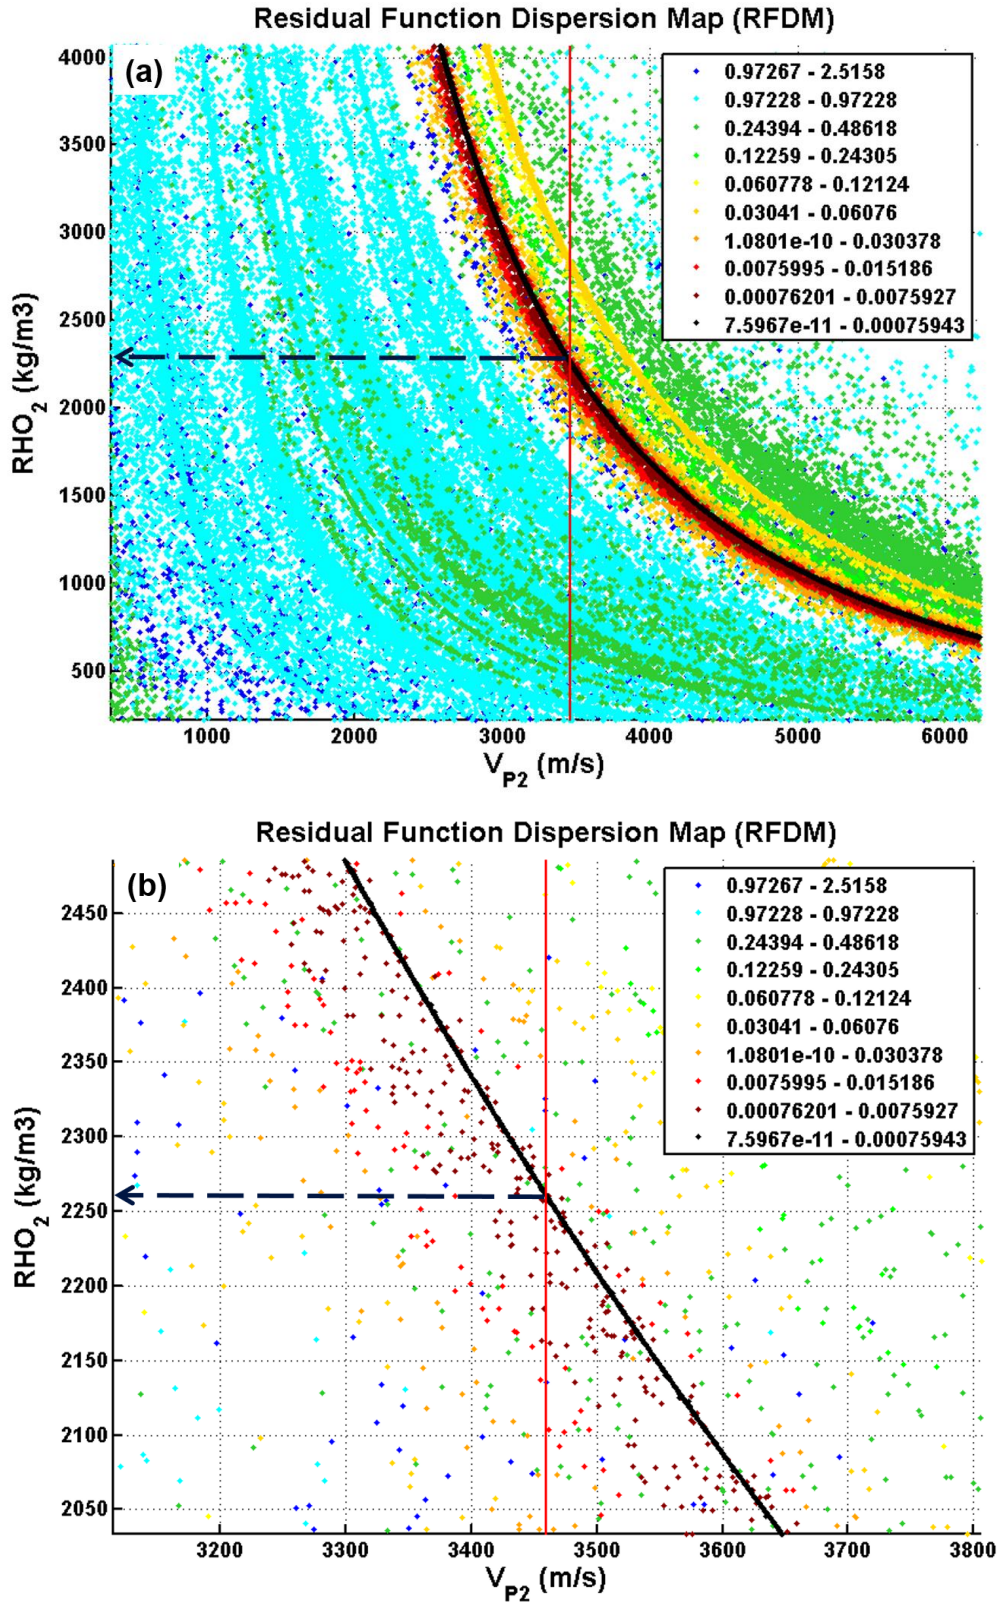 Residual Function Dispersion Map (RFDM)
(a)
4000
3500
3000
2500
2000
1500
1000
500
RHO2 (kg/m3)
0.97267 - 2.5158
0.97228 - 0.97228
0.24394 - 0.48618
0.12259 - 0.24305
0.060778 - 0.12124
0.03041 - 0.06076
1.0801e-10 - 0.030378
0.0075995 - 0.015186
0.00076201 - 0.0075927
7.5967e-11 - 0.00075943
1000 2000 3000 4000 5000 6000
VP2 (m/s)
Residual Function Dispersion Map (RFDM)
(b)
2450
2400
2350
2300
2250
2200
2150
2100
2050
RHO2 (kg/m3)
0.97267 - 2.5158
0.97228 - 0.97228
0.24394 - 0.48618
0.12259 - 0.24305
0.060778 - 0.12124
0.03041 - 0.06076
1.0801e-10 - 0.030378
0.0075995 - 0.015186
0.00076201 - 0.0075927
7.5967e-11 - 0.00075943
3200 3300 3400 3500 3600 3700 3800
VP2 (m/s)